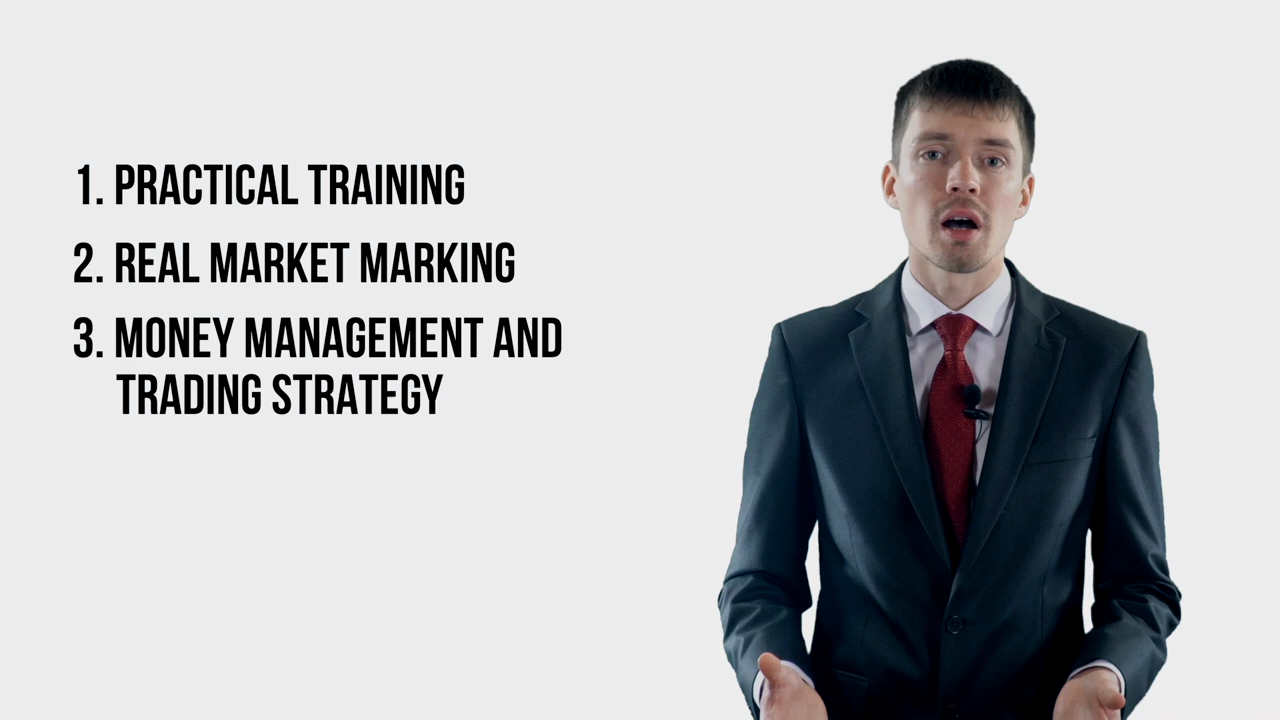 1. PRACTICAL TRAINING
2. REAL MARKET MARKING
3. MONEY MANAGEMENT AND
TRADING STRATEGY